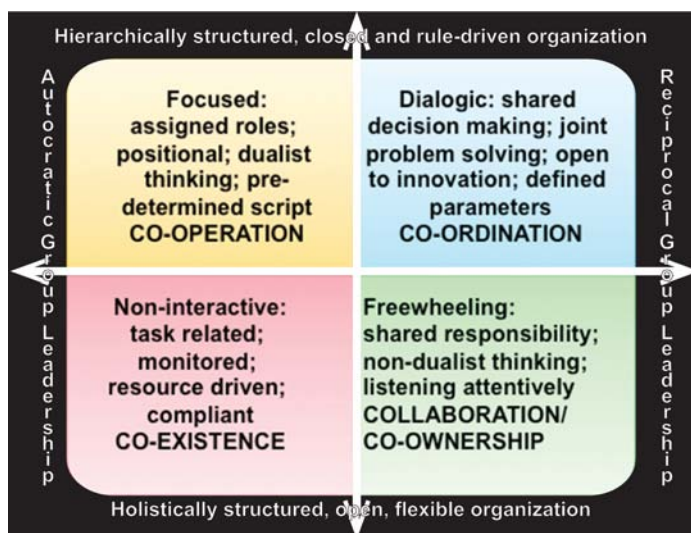 Hierarchically structured, closed and rule-driven organization
Autocratic Group Leadership
Focused:
assigned roles;
positional; dualist
thinking; pre-
determined script
CO-OPERATION
Dialogic: shared
decision making; joint
problem solving; open
to innovation; defined
parameters
CO-ORDINATION
Reciprocal Group Leadership
Non-interactive:
task related;
monitored;
resource driven;
compliant
CO-EXISTENCE
Freewheeling:
shared responsibility;
non-dualist thinking;
listening attentively
COLLABORATION/
CO-OWNERSHIP
Holistically structured, open, flexible organization